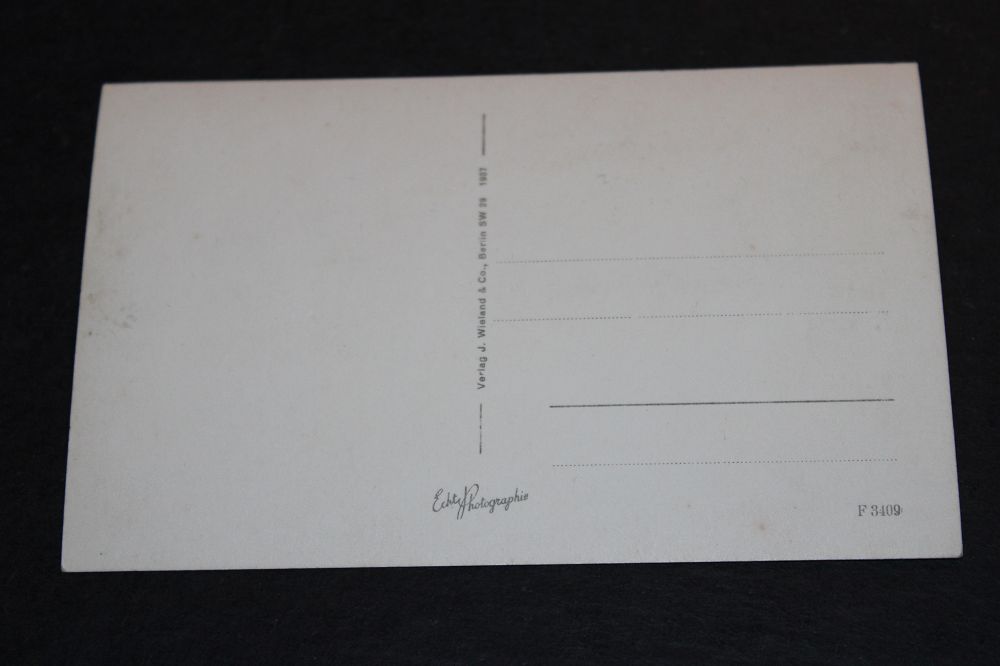 Verlag J. Wieland & Co., Berlin SW 29 1937
Echte Photographie
F 3409